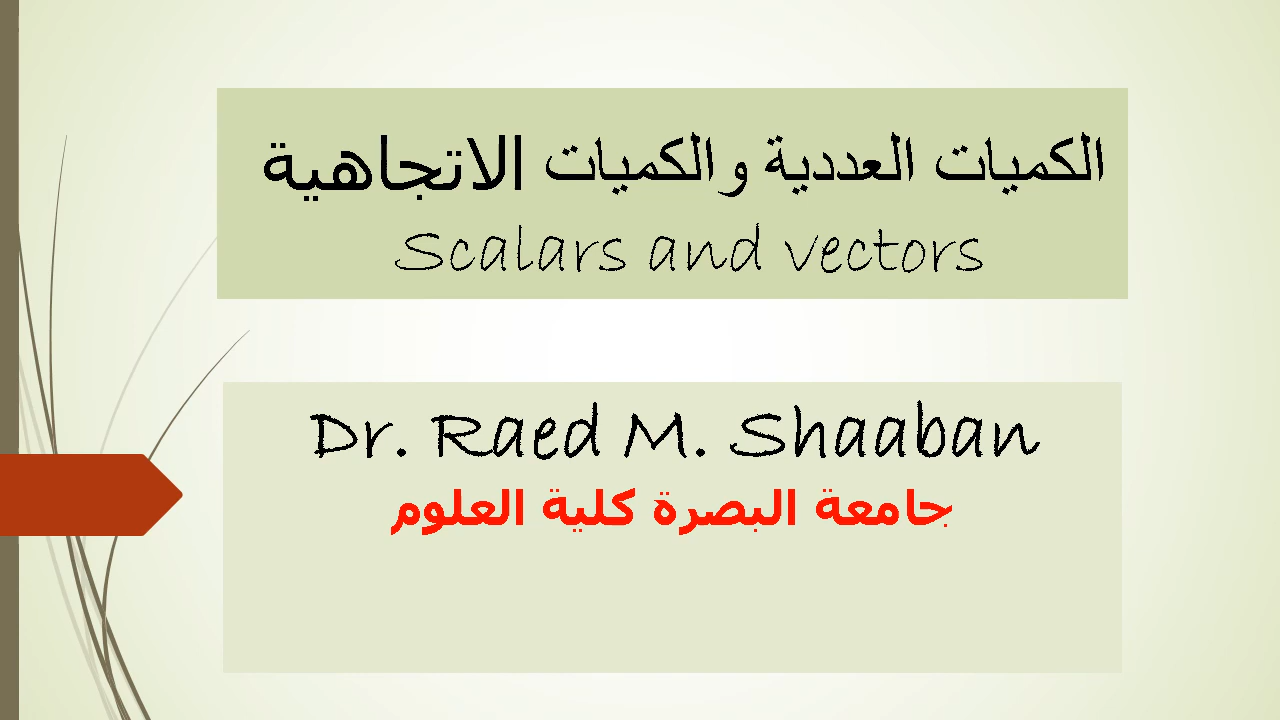 الكميات العددية والكميات الاتجاهية
Scalars and vectors
Dr. Raed M. Shaaban
جامعة البصرة كلية العلوم